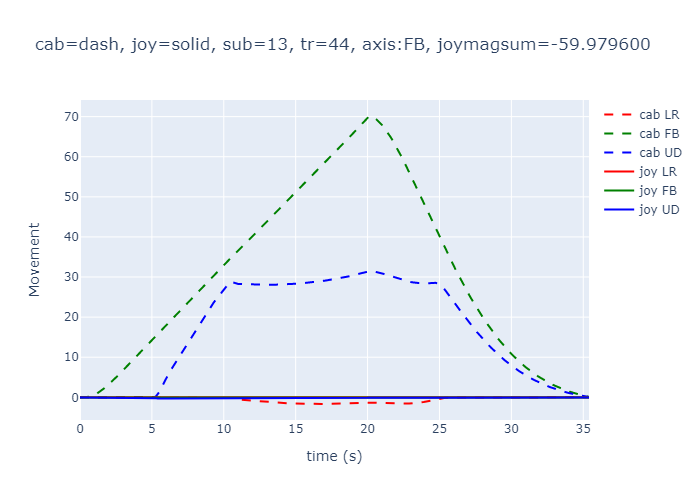 cab=dash, joy=solid, sub=13, tr=44, axis:FB, joymagsum=-59.979600
70
60
50
40
30
20
10
0
Movement
0 5 10 15 20 25 30 35
time (s)
cab LR
cab FB
cab UD
joy LR
joy FB
joy UD